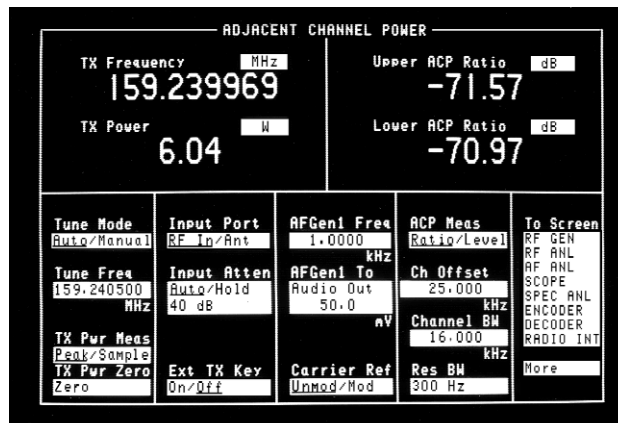 ADJACENT CHANNEL POWER
TX Frequency MHz
159.239969
TX Power W
6.04
Upper ACP Ratio dB
-71.57
Lower ACP Ratio dB
-70.97
Tune Mode
Auto/Manual
Tune Freq
159.240500
MHz
TX Pwr Meas
Peak/Sample
TX Pwr Zero
Zero
Input Port
RF In/Ant
Input Atten
Auto/Hold
40 dB
Ext TX Key
On/Off
AFGen1 Freq
1.0000
kHz
AFGen1 To
Audio Out
50.0
mV
Carrier Ref
Unmod/Mod
ACP Meas
Ratio/Level
Ch Offset
25.000
kHz
Channel BW
16.000
kHz
Res BW
300 Hz
To Screen
RF GEN
RF ANL
AF ANL
SCOPE
SPEC ANL
ENCODER
DECODER
RADIO INT
More